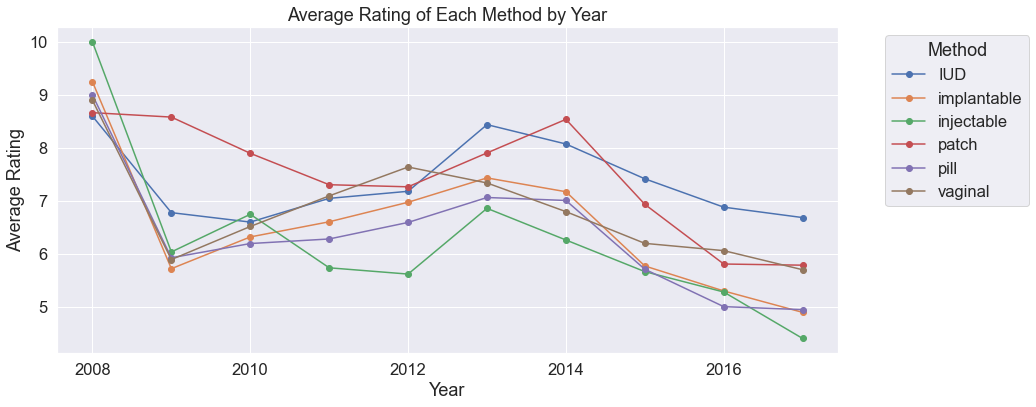 Average Rating of Each Method by Year
Average Rating
10
9
8
7
6
5
2008
2010
2012
2014
2016
Year
Method
IUD
implantable
injectable
patch
pill
vaginal